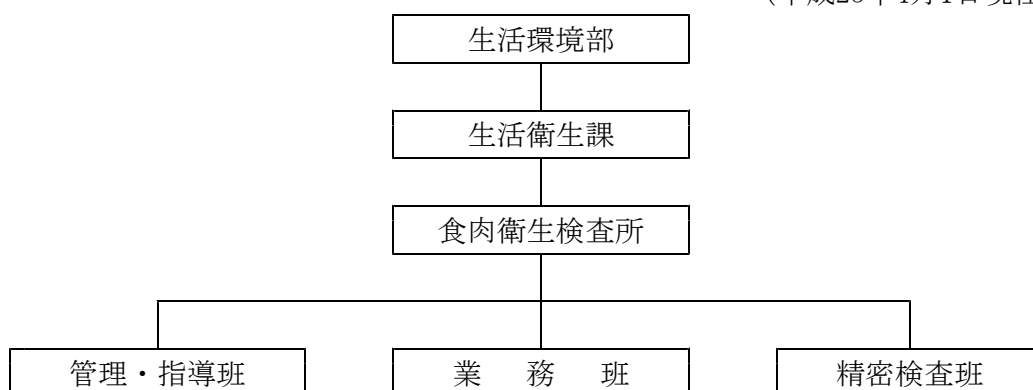 生活環境部
生活衛生課
食肉衛生検査所
管理・指導班
業　務　班
精密検査班